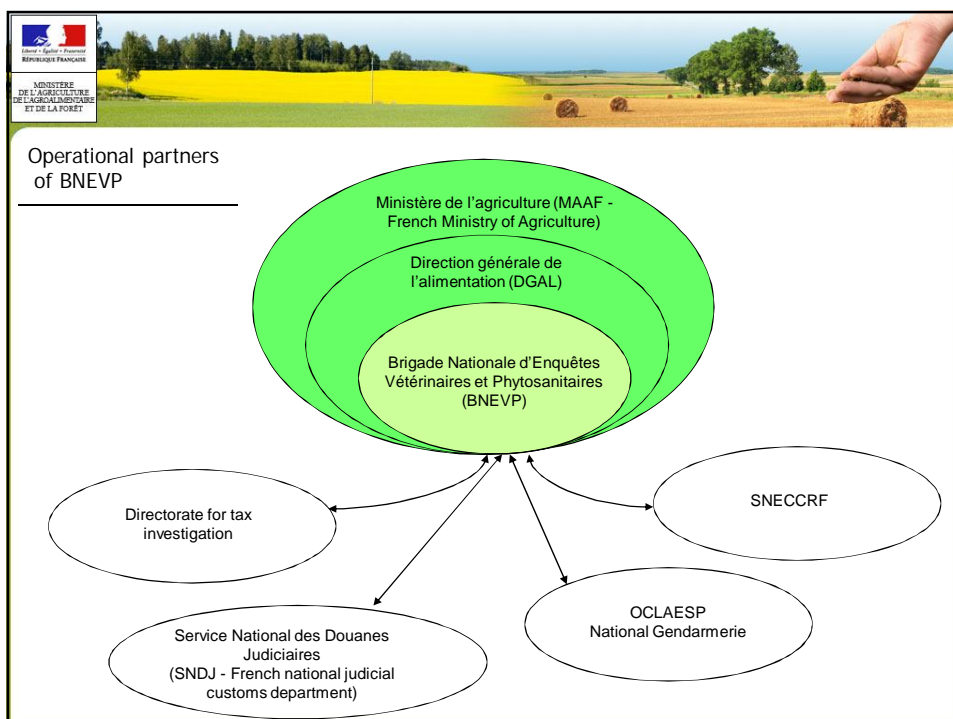 Liberté • Égalité • Fraternité
RÉPUBLIQUE FRANÇAISE
MINISTÈRE
DE L'AGRICULTURE
DE L'AGROALIMENTAIRE
ET DE LA FORÊT
Operational partners
of BNEVP
Ministère de l'agriculture (MAAF -
French Ministry of Agriculture)
Direction générale de
l'alimentation (DGAL)
Brigade Nationale d'Enquêtes
Vétérinaires et Phytosanitaires
(BNEVP)
Directorate for tax
investigation
SNECCRF
Service National des Douanes
Judiciaires
(SNDJ - French national judicial
customs department)
OCLAESP
National Gendarmerie